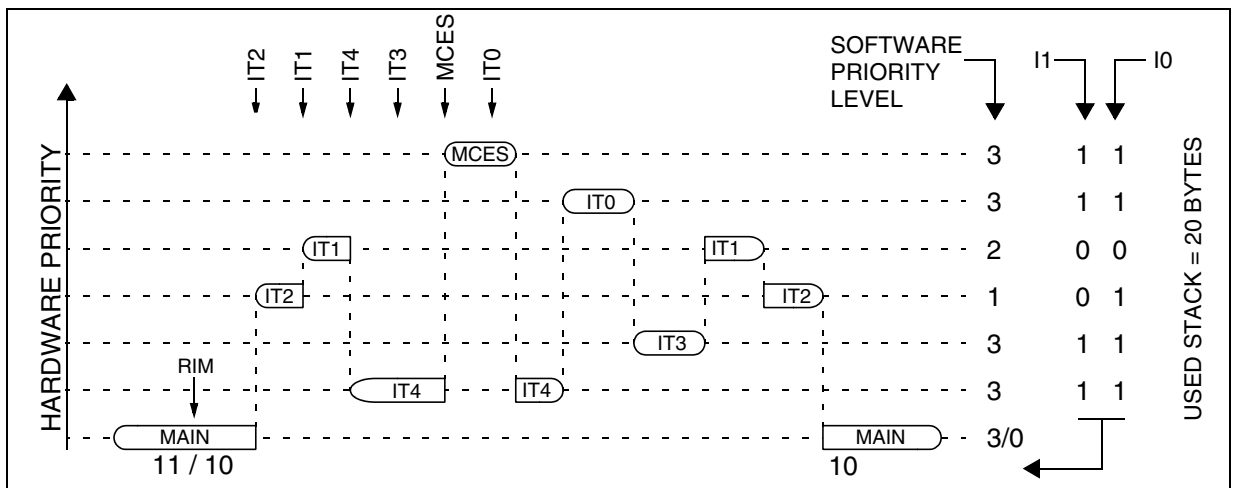 IT2
IT1
IT4
IT3
MCES
IT0
SOFTWARE
PRIORITY
LEVEL
I1
I0
HARDWARE PRIORITY
MCES
3
1 1
IT0
3
1 1
IT1
IT1
2
0 0
IT2
IT2
1
0 1
IT3
3
1 1
RIM
IT4
IT4
3
1 1
MAIN
MAIN
3/0
11 / 10
10
USED STACK = 20 BYTES